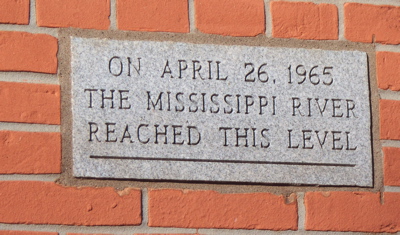 ON APRIL 26, 1965
THE MISSISSIPPI RIVER
REACHED THIS LEVEL